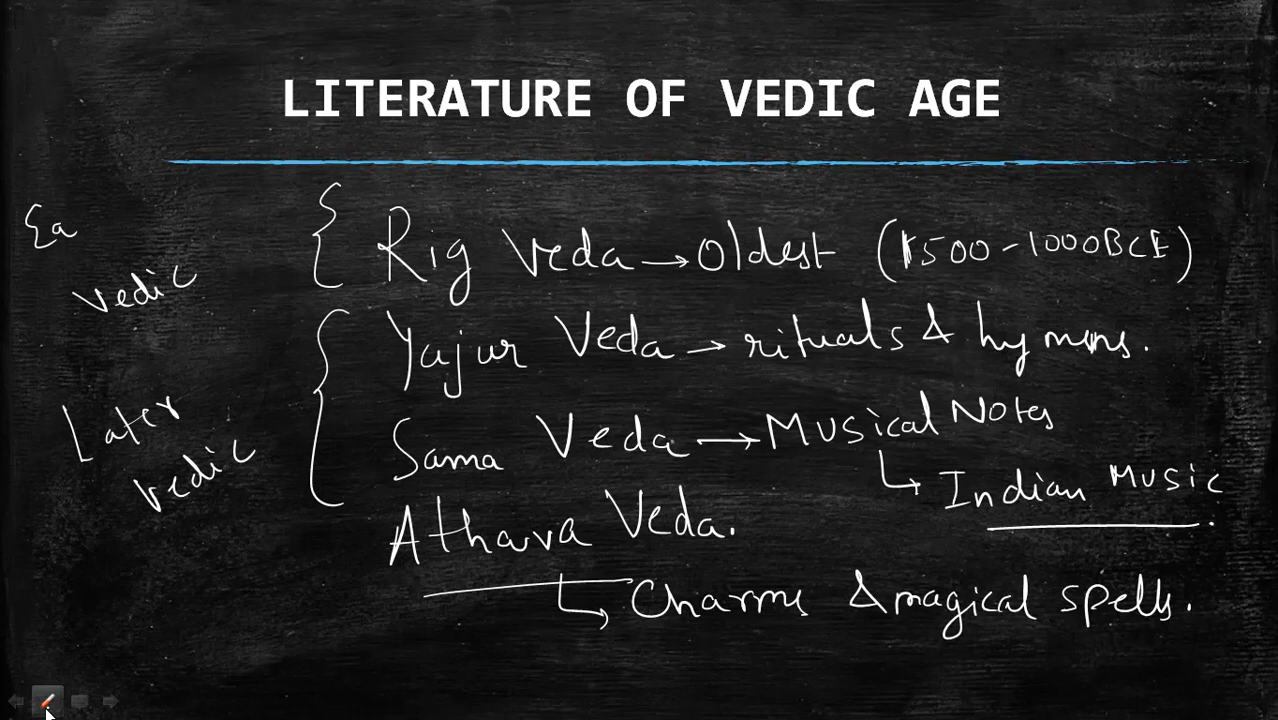 LITERATURE OF VEDIC AGE
Ea
vedic
Rig Veda → Oldest (1500-1000BCE)
Yajur Veda → rituals & hymns.
Later
vedic
Sama Veda → Musical Notes
↳ Indian Music.
Atharva Veda.
↳ Charms & magical spells.